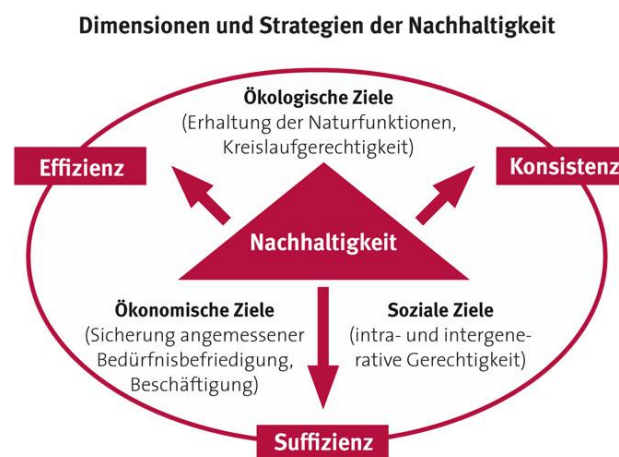 Dimensionen und Strategien der Nachhaltigkeit
Ökologische Ziele
(Erhaltung der Naturfunktionen,
Kreislaufgerechtigkeit)
Effizienz
Konsistenz
Nachhaltigkeit
Ökonomische Ziele
(Sicherung angemessener
Bedürfnisbefriedigung,
Beschäftigung)
Soziale Ziele
(intra- und intergene-
rative Gerechtigkeit)
Suffizienz